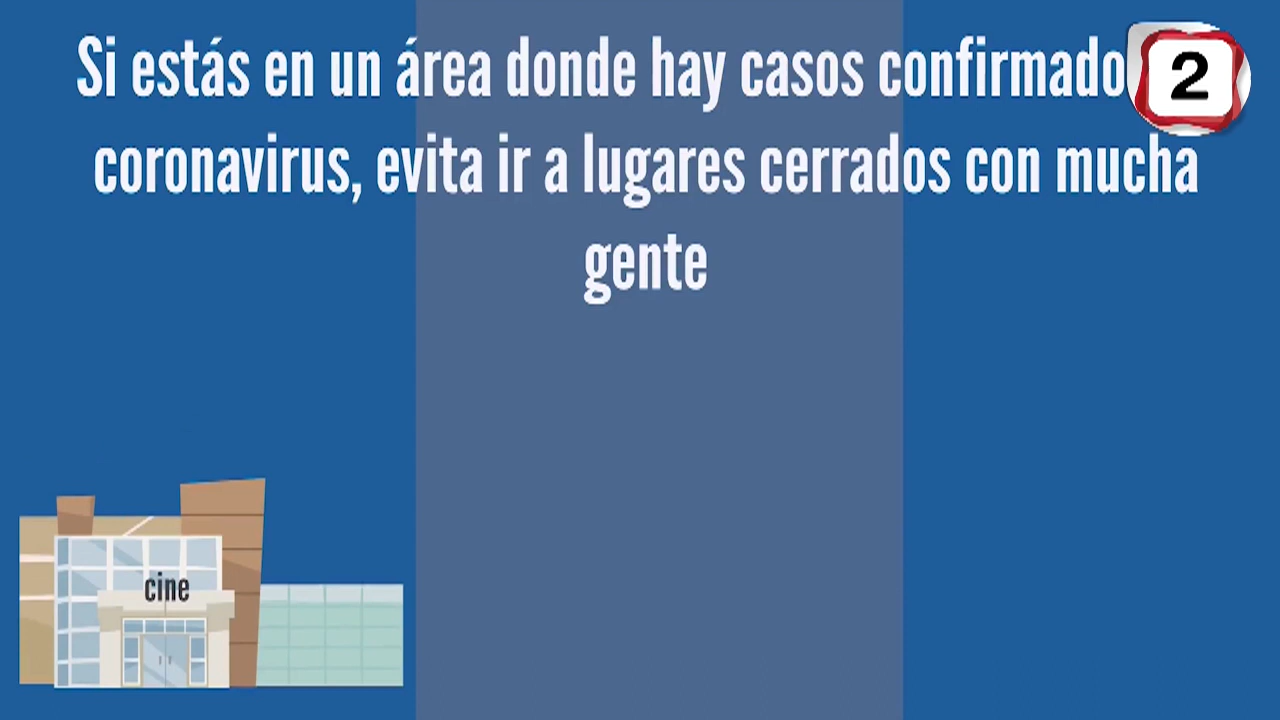 Si estás en un área donde hay casos confirmado
2
coronavirus, evita ir a lugares cerrados con mucha
gente
cine